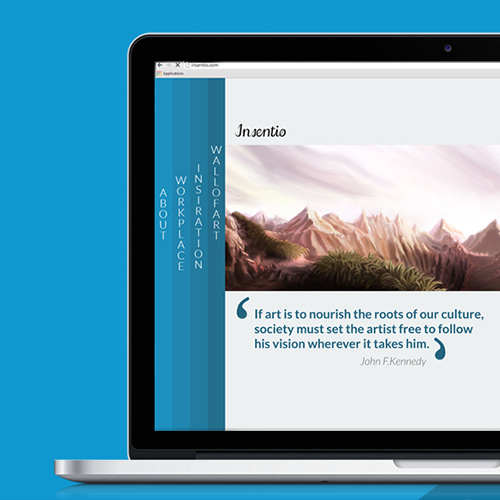 insentio.com
Applications
Insentio
ABOUT
WORKPLACE
INSIRATION
WALLOFART
If art is to nourish the roots of our culture,
society must set the artist free to follow
his vision wherever it takes him.
John F.Kennedy